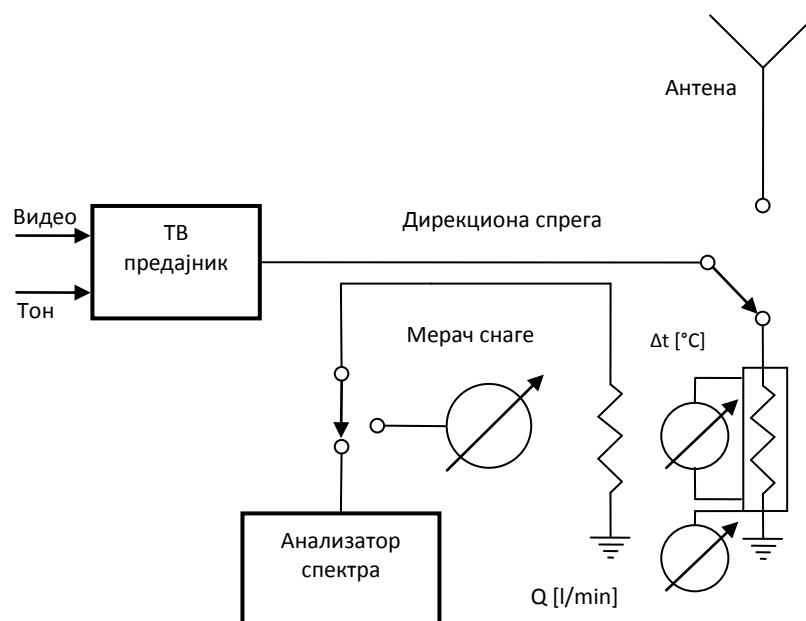 Антена
Видео
ТВ
предајник
Дирекциона спрега
Тон
Мерач снаге
Δt [°C]
Анализатор
спектра
Q [l/min]